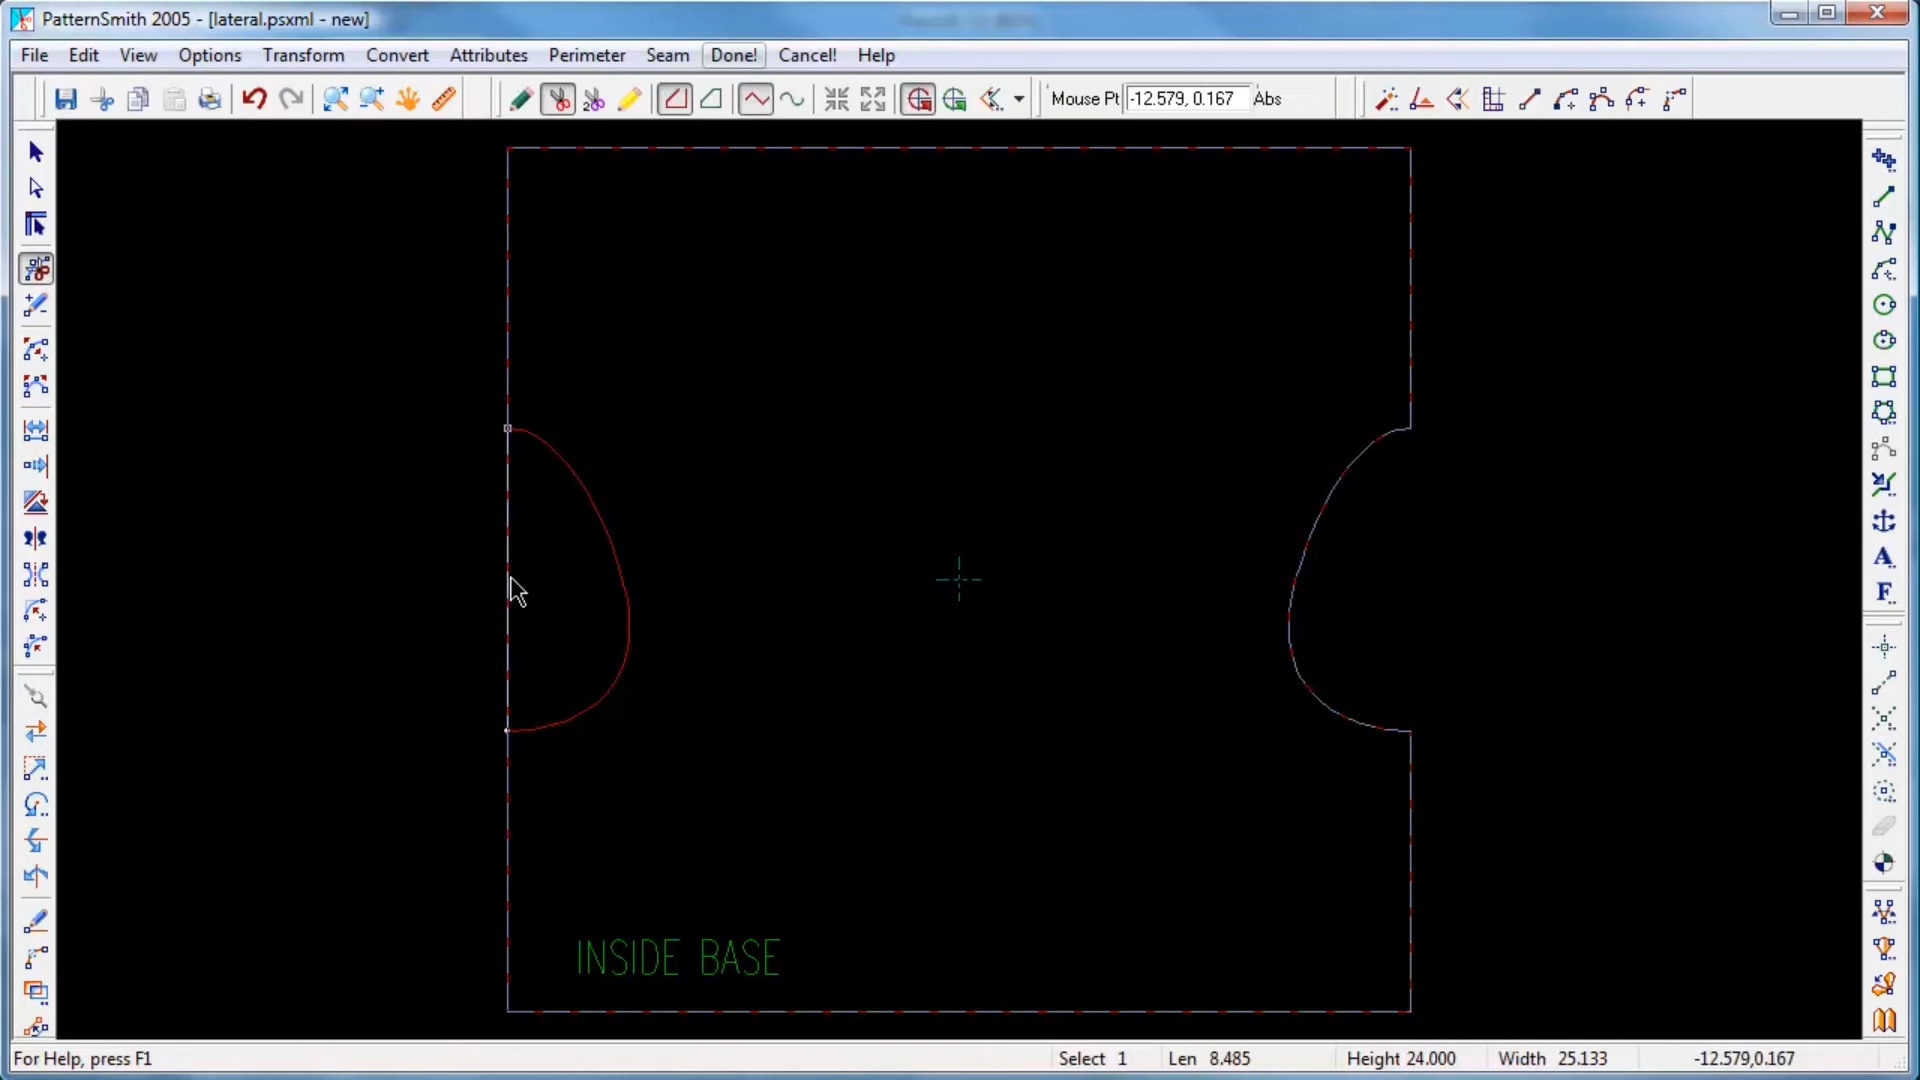 PatternSmith 2005 - [lateral.psxml - new]
File Edit View Options Transform Convert Attributes Perimeter Seam Done! Cancel! Help
Mouse Pt -12.579, 0.167 Abs
A
F
INSIDE BASE
For Help, press F1 Select 1 Len 8.485 Height 24.000 Width 25.133 -12.579,0.167